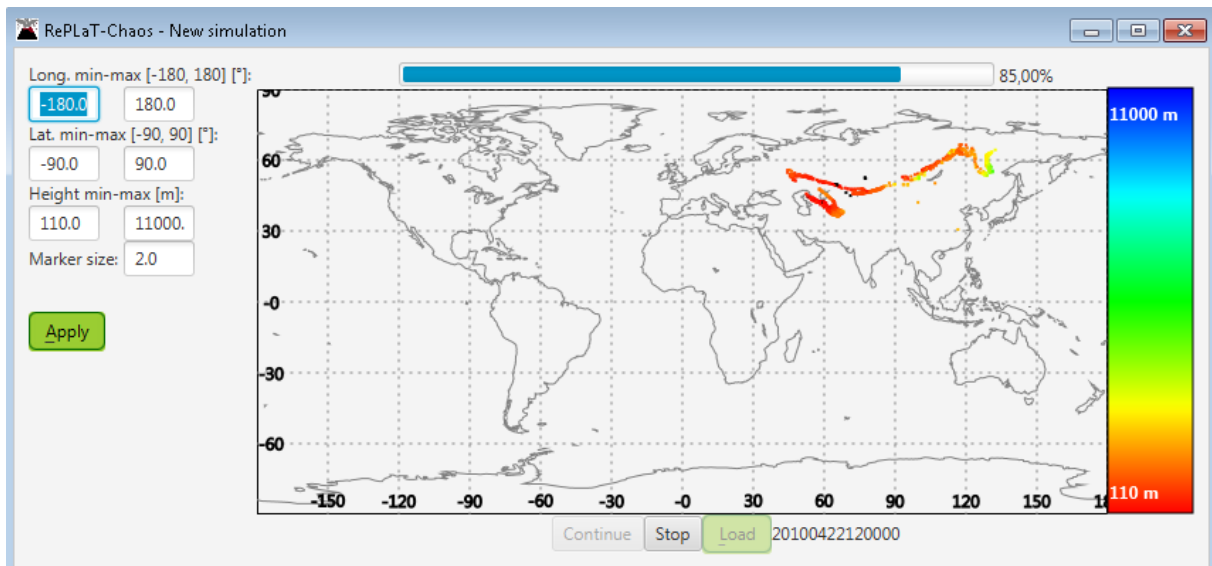 RePLaT-Chaos - New simulation
Long. min-max [-180, 180] [°]:
85,00%
-180.0 180.0
Lat. min-max [-90, 90] [°]:
-90.0 90.0
Height min-max [m]:
110.0 11000.
Marker size: 2.0
Apply
90
60
30
-0
-30
-60
-150 -120 -90 -60 -30 -0 30 60 90 120 150 18
11000 m
110 m
Continue Stop Load 20100422120000